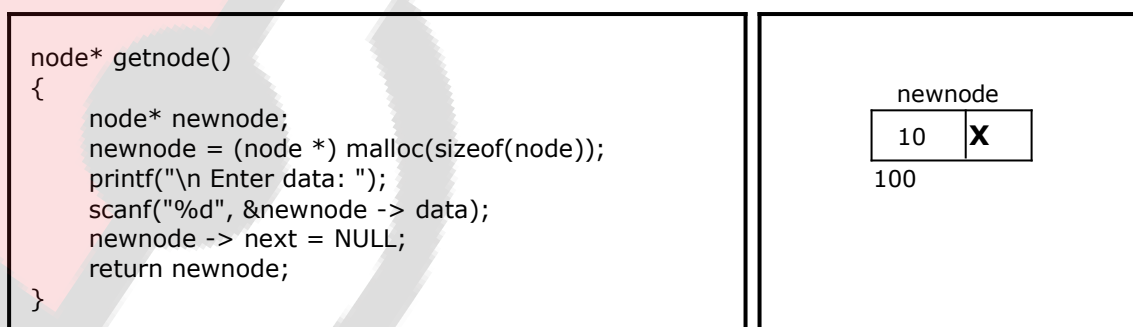 node* getnode()
{
node* newnode;
newnode = (node *) malloc(sizeof(node));
printf("\n Enter data: ");
scanf("%d", &newnode -> data);
newnode -> next = NULL;
return newnode;
}
newnode
10 X
100